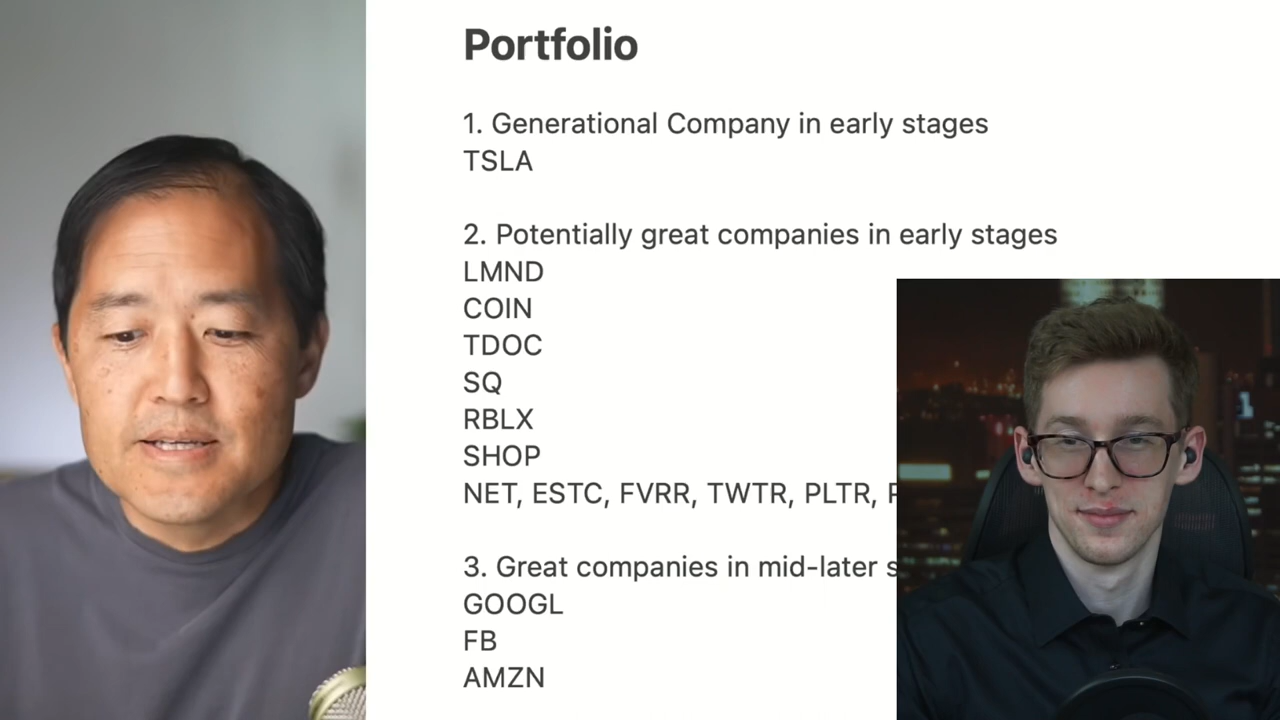 Portfolio
1. Generational Company in early stages
TSLA
2. Potentially great companies in early stages
LMND
COIN
TDOC
SQ
RBLX
SHOP
NET, ESTC, FVRR, TWTR, PLTR,
3. Great companies in mid-later
GOOGL
FB
AMZN